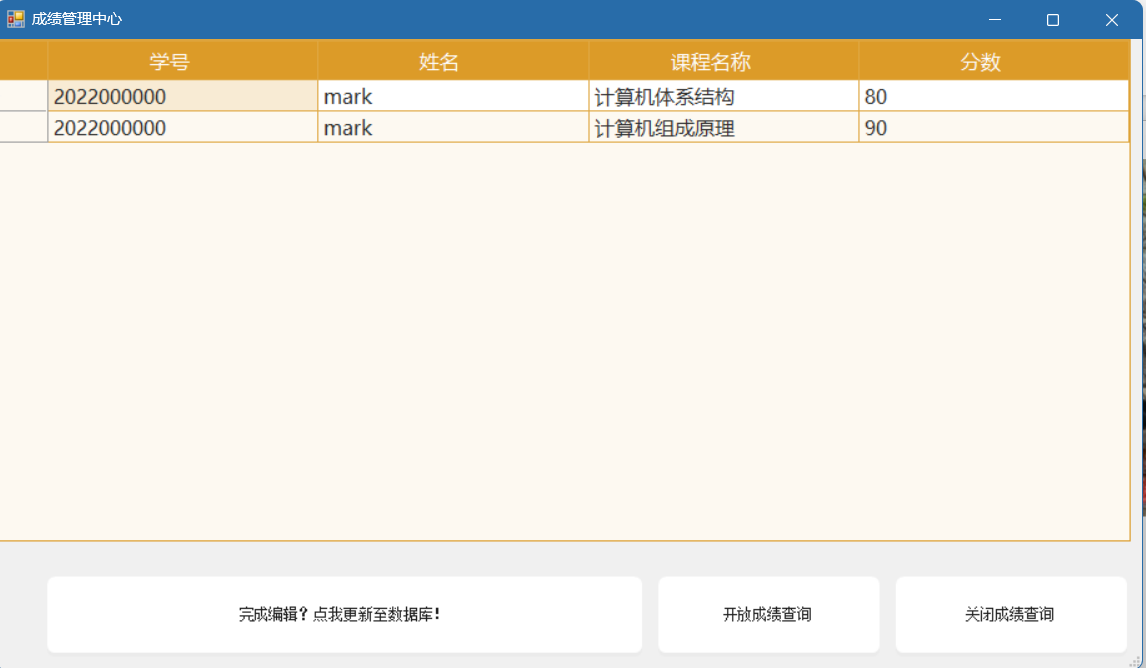 成绩管理中心
学号 姓名 课程名称 分数
2022000000 mark 计算机体系结构 80
2022000000 mark 计算机组成原理 90
完成编辑？点我更新至数据库！ 开放成绩查询 关闭成绩查询